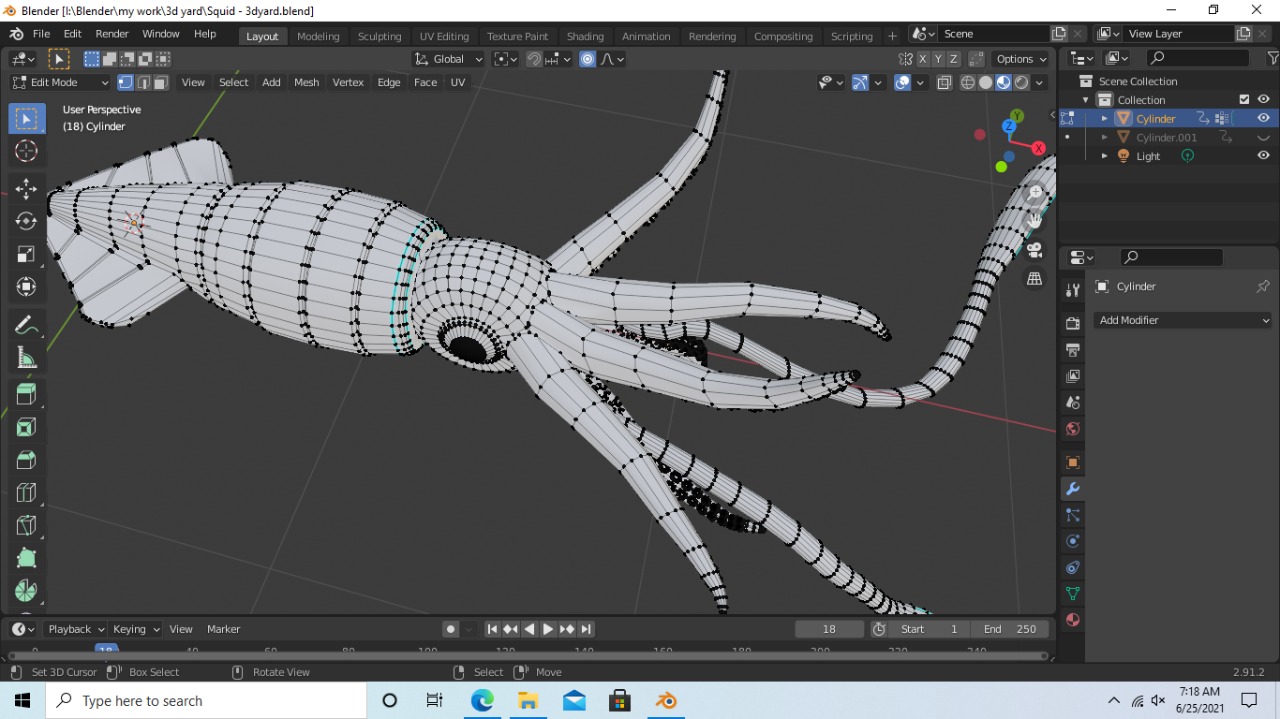 Blender [I:\Blender\my work\3d yard\Squid - 3dyard.blend]
File Edit Render Window Help Layout Modeling Sculpting UV Editing Texture Paint Shading Animation Rendering Compositing Scripting + Scene View Layer
Global X Y Z Options
Edit Mode View Select Add Mesh Vertex Edge Face UV
User Perspective
(18) Cylinder
Z Y X
Scene Collection
Collection
Cylinder
Cylinder.001
Light
Cylinder
Add Modifier
Playback Keying View Marker 18 Start 1 End 250
0 18 40 60 80 100 120 140 160 180 200 220 240
Set 3D Cursor Box Select Rotate View Select Move 2.91.2
Type here to search
7:18 AM
6/25/2021